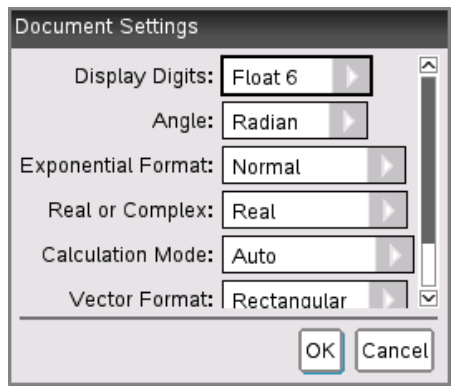 Document Settings
Display Digits: Float 6
Angle: Radian
Exponential Format: Normal
Real or Complex: Real
Calculation Mode: Auto
Vector Format: Rectangular
OK Cancel